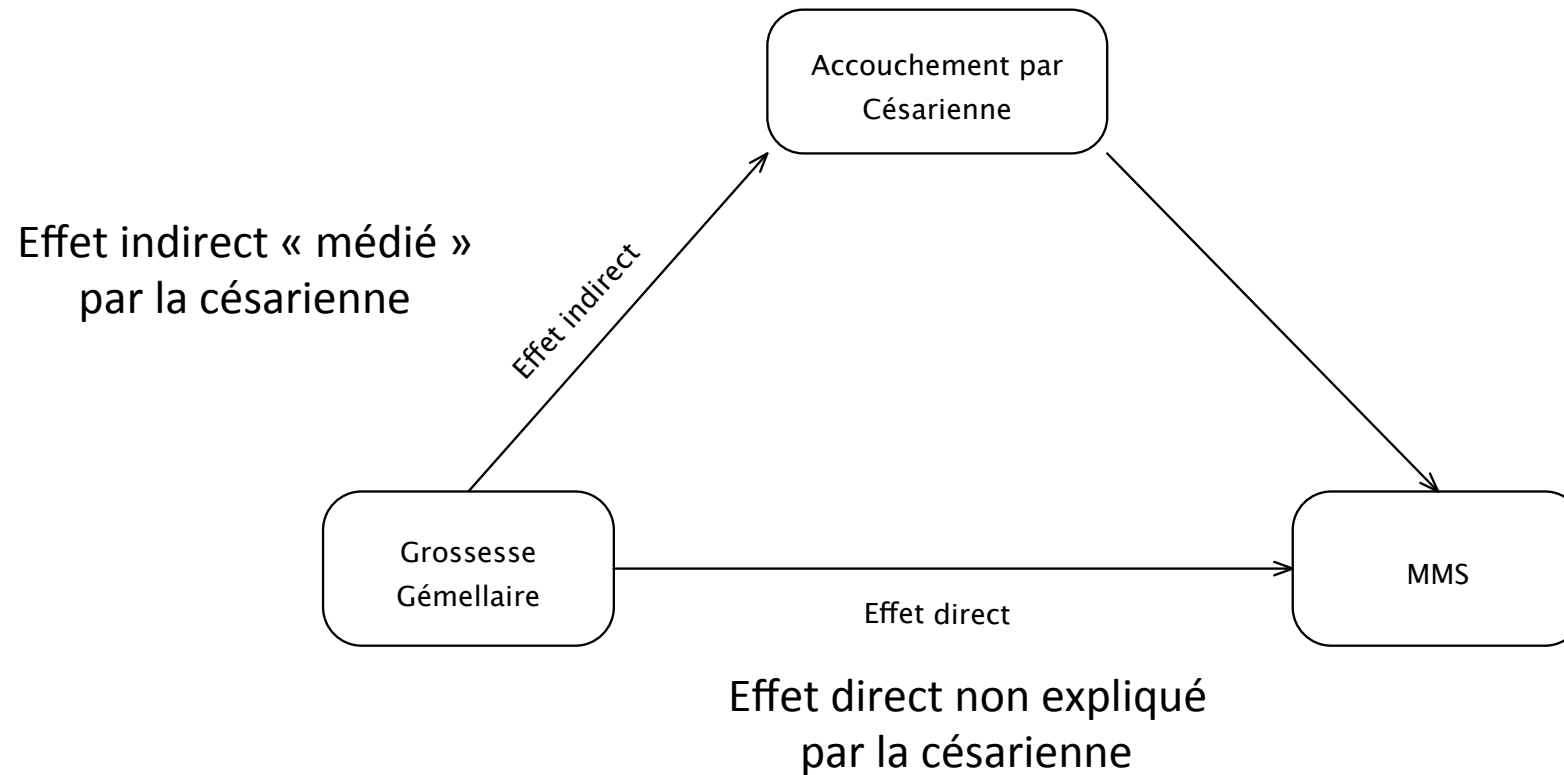 Accouchement par
Césarienne
Effet indirect « médié »
par la césarienne
Effet indirect
Grossesse
Gémellaire
MMS
Effet direct
Effet direct non expliqué
par la césarienne